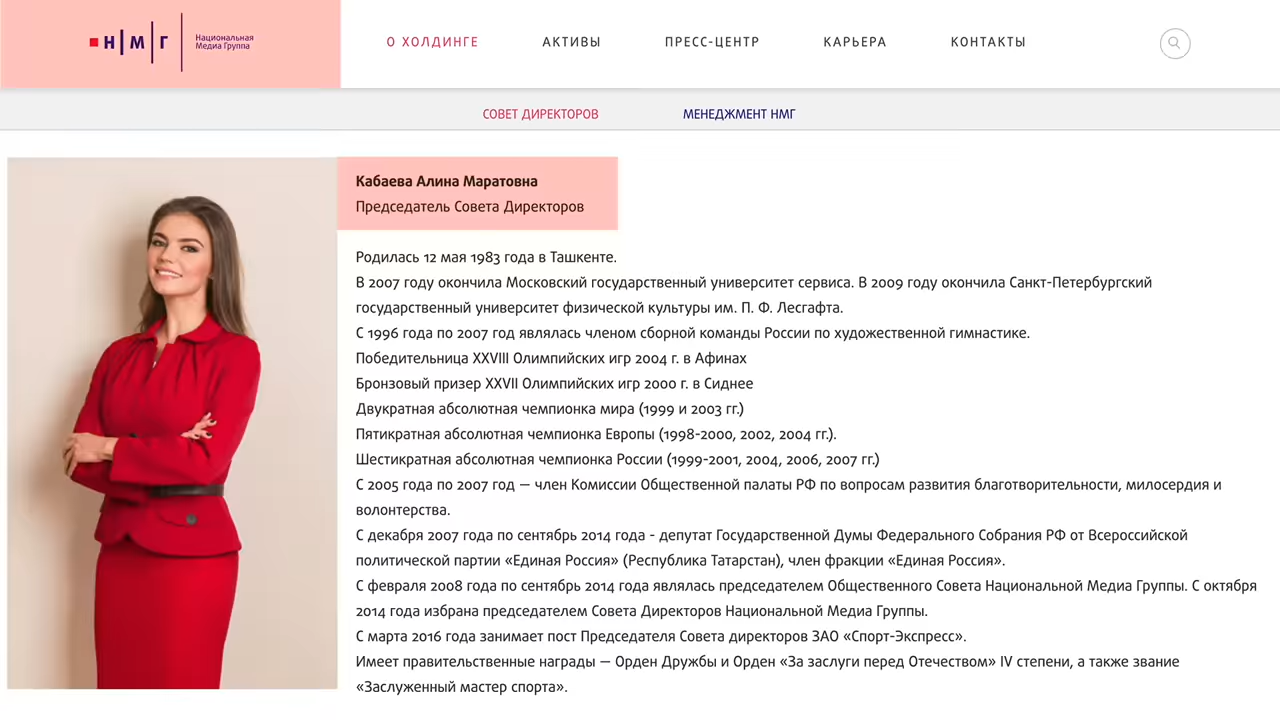 Н М Г
Национальная
Медиа Группа
О ХОЛДИНГЕ
АКТИВЫ
ПРЕСС-ЦЕНТР
КАРЬЕРА
КОНТАКТЫ
СОВЕТ ДИРЕКТОРОВ
МЕНЕДЖМЕНТ НМГ
Кабаева Алина Маратовна
Председатель Совета Директоров
Родилась 12 мая 1983 года в Ташкенте.
В 2007 году окончила Московский государственный университет сервиса. В 2009 году окончила Санкт-Петербургский
государственный университет физической культуры им. П. Ф. Лесгафта.
С 1996 года по 2007 год являлась членом сборной команды России по художественной гимнастике.
Победительница XXVIII Олимпийских игр 2004 г. в Афинах
Бронзовый призер XXVII Олимпийских игр 2000 г. в Сиднее
Двукратная абсолютная чемпионка мира (1999 и 2003 гг.)
Пятикратная абсолютная чемпионка Европы (1998-2000, 2002, 2004 гг.).
Шестикратная абсолютная чемпионка России (1999-2001, 2004, 2006, 2007 гг.)
С 2005 года по 2007 год — член Комиссии Общественной палаты РФ по вопросам развития благотворительности, милосердия и
волонтерства.
С декабря 2007 года по сентябрь 2014 года - депутат Государственной Думы Федерального Собрания РФ от Всероссийской
политической партии «Единая Россия» (Республика Татарстан), член фракции «Единая Россия».
С февраля 2008 года по сентябрь 2014 года являлась председателем Общественного Совета Национальной Медиа Группы. С октября
2014 года избрана председателем Совета Директоров Национальной Медиа Группы.
С марта 2016 года занимает пост Председателя Совета директоров ЗАО «Спорт-Экспресс».
Имеет правительственные награды — Орден Дружбы и Орден «За заслуги перед Отечеством» IV степени, а также звание
«Заслуженный мастер спорта».